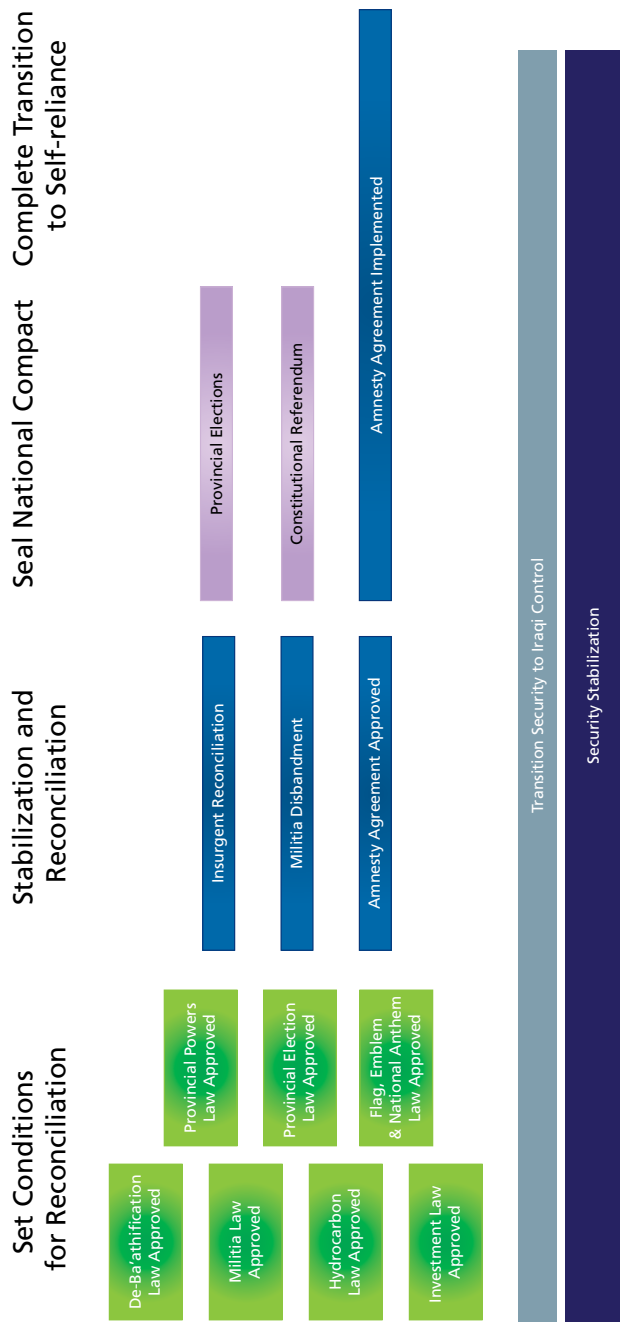 Set Conditions
for Reconciliation
Stabilization and
Reconciliation
Seal National Compact
Complete Transition
to Self-reliance
De-Ba’athification
Law Approved
Militia Law
Approved
Hydrocarbon
Law Approved
Investment Law
Approved
Provincial Powers
Law Approved
Provincial Election
Law Approved
Flag, Emblem
& National Anthem
Law Approved
Insurgent Reconciliation
Militia Disbandment
Amnesty Agreement Approved
Provincial Elections
Constitutional Referendum
Amnesty Agreement Implemented
Transition Security to Iraqi Control
Security Stabilization